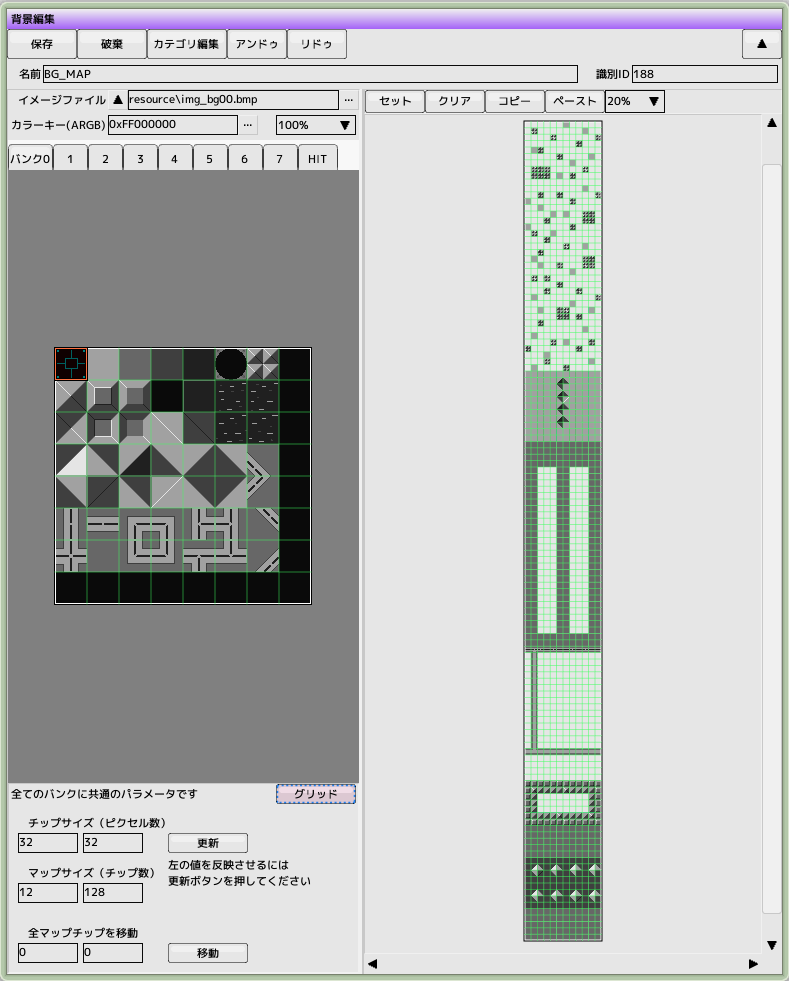 背景編集
保存 破棄 カテゴリ編集 アンドゥ リドゥ ▲
名前 BG_MAP 識別ID 188
イメージファイル ▲ resource\img_bg00.bmp ...
カラーキー(ARGB) 0xFF000000 ... 100% ▼
セット クリア コピー ペースト 20% ▼
バンク0 1 2 3 4 5 6 7 HIT
全てのバンクに共通のパラメータです グリッド
チップサイズ（ピクセル数）
32 32 更新
マップサイズ（チップ数）
12 128
左の値を反映させるには
更新ボタンを押してください
全マップチップを移動
0 0 移動